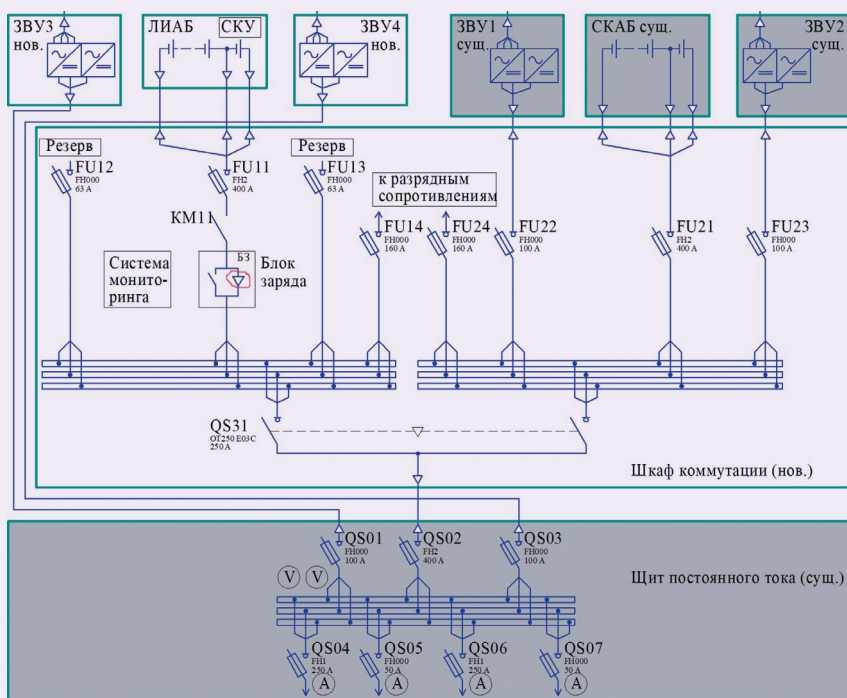 ЗВУ3
нов.
ЛИАБ
СКУ
ЗВУ4
нов.
ЗВУ1
сущ.
СКАБ сущ.
ЗВУ2
сущ.
Резерв
FU12
FH000
63 А
FU11
FH2
400 А
Резерв
FU13
FH000
63 А
к разрядным
сопротивлениям
FU14
FH000
160 А
FU24
FH000
160 А
FU22
FH000
100 А
FU21
FH2
400 А
FU23
FH000
100 А
КМ11
Система
монито-
ринга
БЗ
Блок
заряда
QS31
OT250 E03C
250 А
Шкаф коммутации (нов.)
QS01
FH000
100 А
QS02
FH2
400 А
QS03
FH000
100 А
V
V
Щит постоянного тока (сущ.)
QS04
FH1
250 А
A
QS05
FH000
50 А
A
QS06
FH1
250 А
A
QS07
FH000
50 А
A